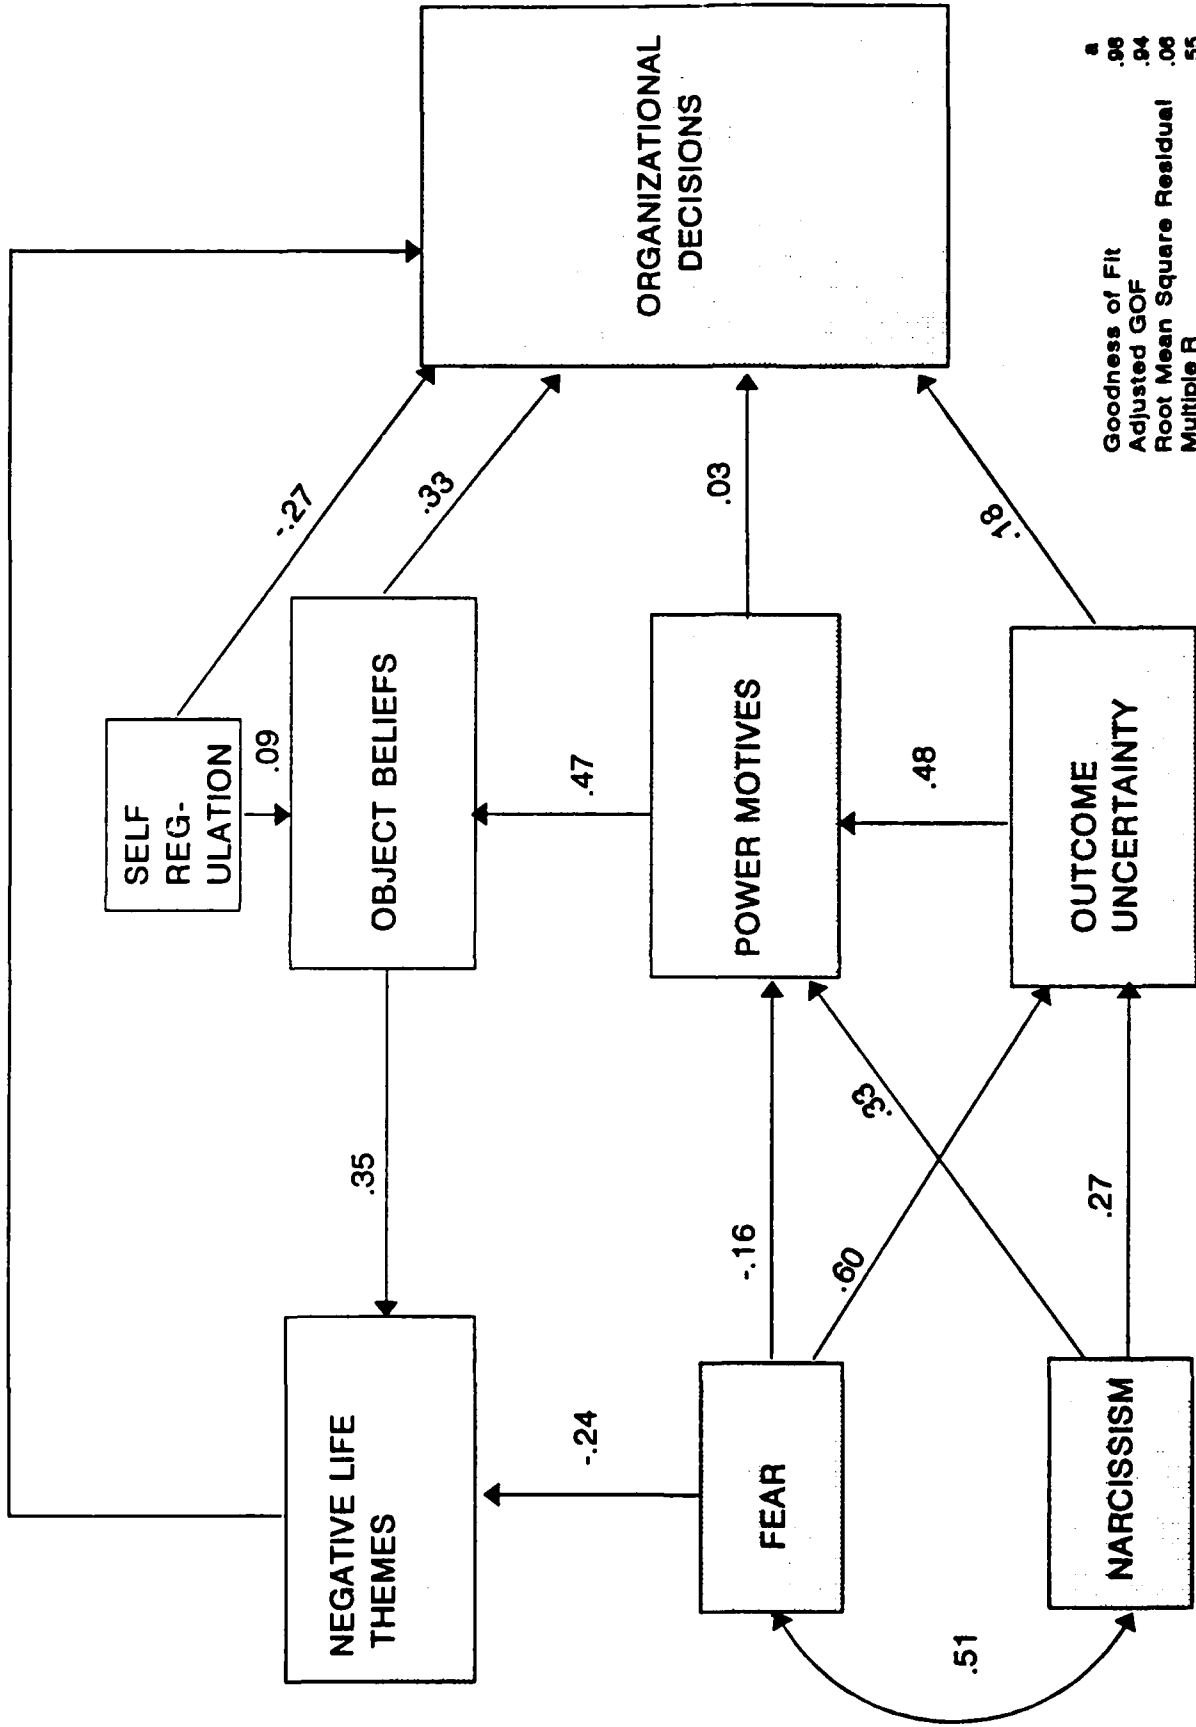 SELF
REG-
ULATION
-.27
.09
NEGATIVE LIFE
THEMES
.35
OBJECT BELIEFS
.33
ORGANIZATIONAL
DECISIONS
-.24
.47
FEAR
-.16
POWER MOTIVES
.03
.60
.33
.48
.51
.18
NARCISSISM
.27
OUTCOME
UNCERTAINTY
a
Goodness of Fit .98
Adjusted GOF .94
Root Mean Square Residual .06
Multiple R .55